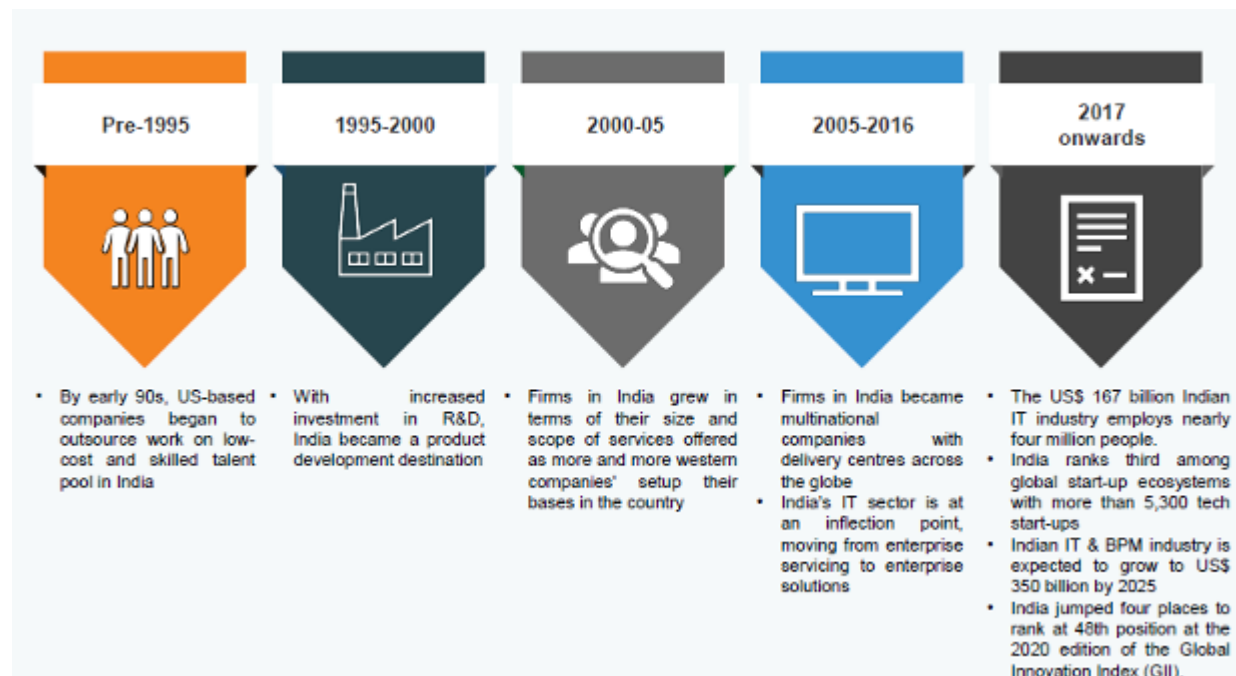 Pre-1995
1995-2000
2000-05
2005-2016
2017
onwards
• By early 90s, US-based
companies began to
outsource work on low-
cost and skilled talent
pool in India
• With increased
investment in R&D,
India became a product
development destination
• Firms in India grew in
terms of their size and
scope of services offered
as more and more western
companies' setup their
bases in the country
• Firms in India became
multinational
companies with
delivery centres across
the globe
• India's IT sector is at
an inflection point,
moving from enterprise
servicing to enterprise
solutions
• The US$ 167 billion Indian
IT industry employs nearly
four million people.
• India ranks third among
global start-up ecosystems
with more than 5,300 tech
start-ups
• Indian IT & BPM industry is
expected to grow to US$
350 billion by 2025
• India jumped four places to
rank at 48th position at the
2020 edition of the Global
Innovation Index (GII).